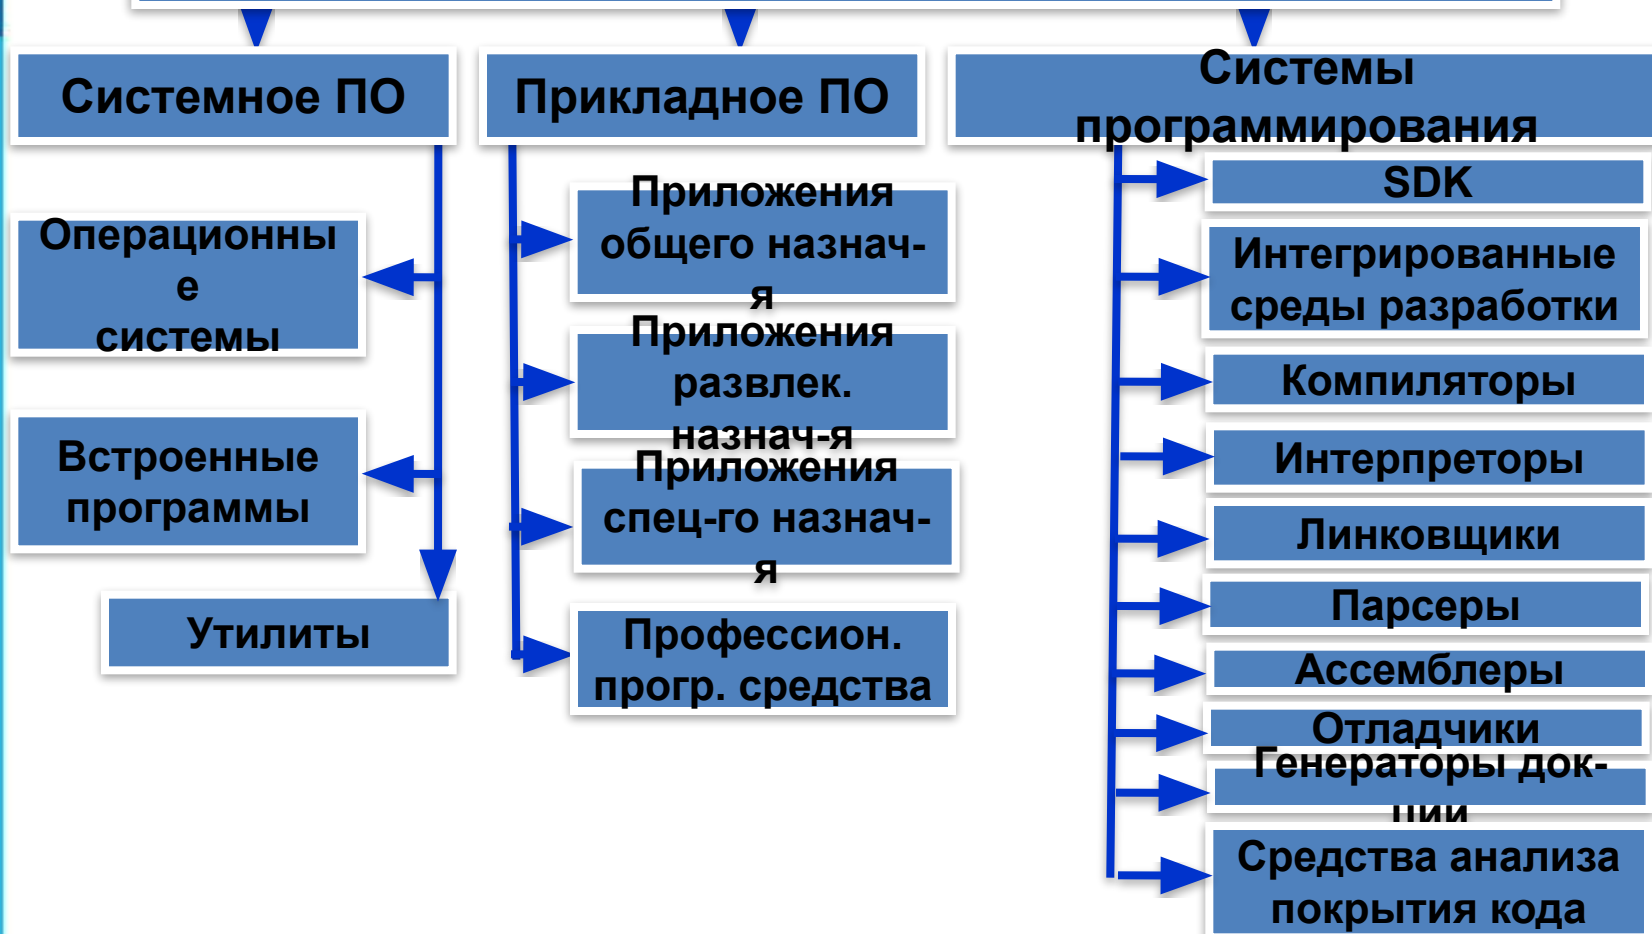 Системное ПО
Операционны
е
системы
Встроенные
программы
Утилиты
Прикладное ПО
Приложения
общего назнач-
я
Приложения
развлек.
назнач-я
Приложения
спец-го назнач-
я
Профессион.
прогр. средства
Системы
программирования
SDK
Интегрированные
среды разработки
Компиляторы
Интерпреторы
Линковщики
Парсеры
Ассемблеры
Отладчики
Генераторы док-
ции
Средства анализа
покрытия кода